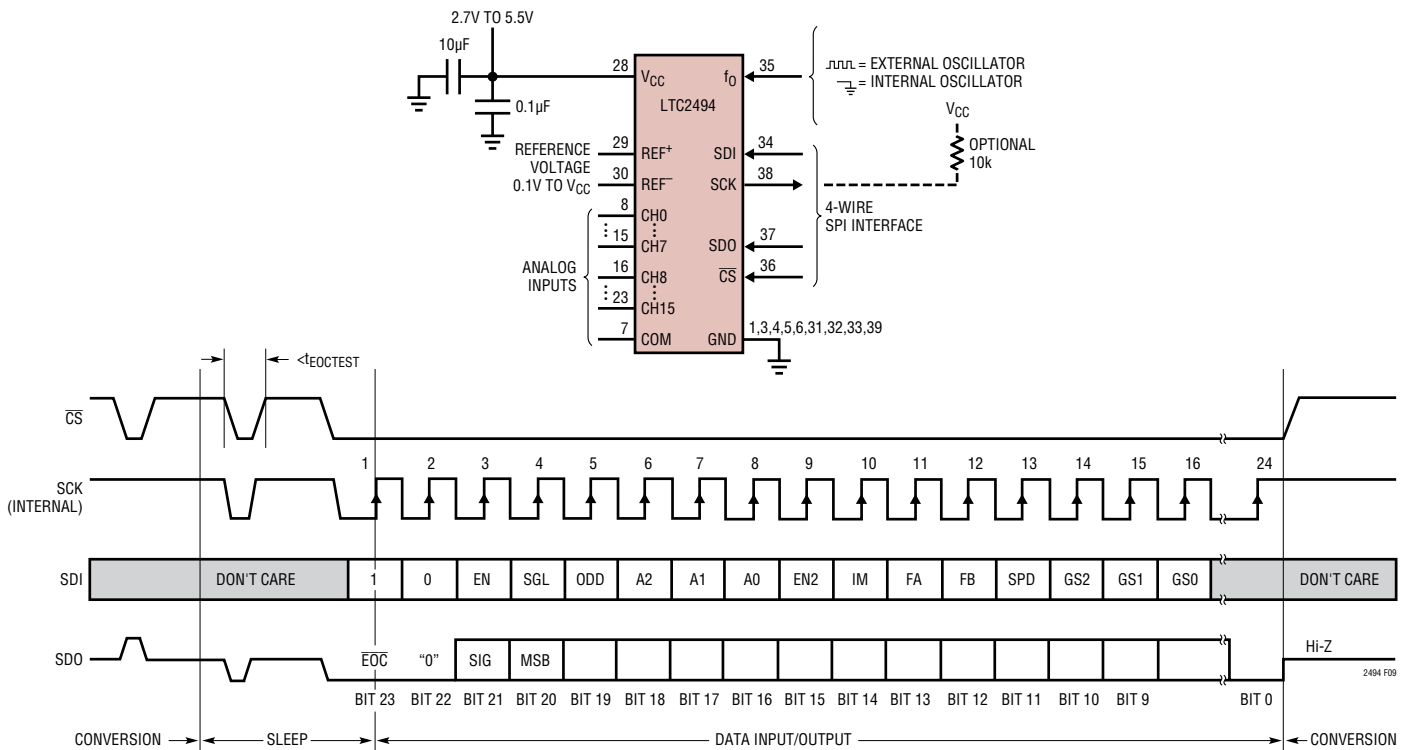 2.7V TO 5.5V
10µF
0.1µF
28
VCC
fO
35
= EXTERNAL OSCILLATOR
= INTERNAL OSCILLATOR
LTC2494
VCC
OPTIONAL
10k
REFERENCE
VOLTAGE
0.1V TO VCC
29
REF+
30
REF–
SDI
34
SCK
38
4-WIRE
SPI INTERFACE
SDO
37
CS
36
ANALOG
INPUTS
8
CH0
15
CH7
16
CH8
23
CH15
7
COM
GND
1,3,4,5,6,31,32,33,39
<tEOCTEST
CS
SCK
(INTERNAL)
1 2 3 4 5 6 7 8 9 10 11 12 13 14 15 16 24
SDI
DON'T CARE 1 0 EN SGL ODD A2 A1 A0 EN2 IM FA FB SPD GS2 GS1 GS0 DON'T CARE
SDO
EOC “0” SIG MSB Hi-Z
2494 F09
BIT 23 BIT 22 BIT 21 BIT 20 BIT 19 BIT 18 BIT 17 BIT 16 BIT 15 BIT 14 BIT 13 BIT 12 BIT 11 BIT 10 BIT 9 BIT 0
CONVERSION SLEEP DATA INPUT/OUTPUT CONVERSION